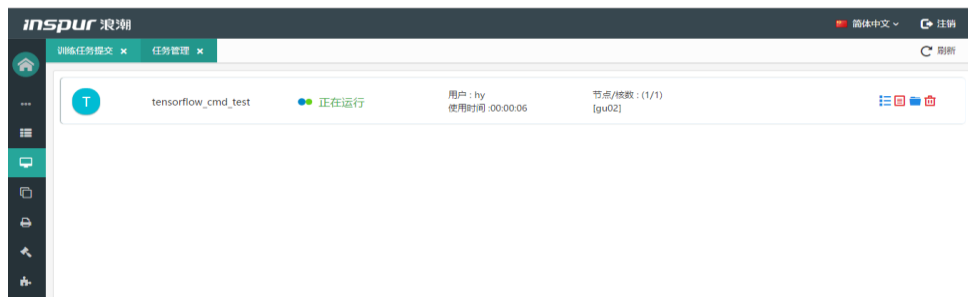 inspur 浪潮
简体中文
注销
训练任务提交 ×
任务管理 ×
刷新
T
tensorflow_cmd_test
正在运行
用户 : hy
使用时间 :00:00:06
节点/核数 : (1/1)
[gu02]